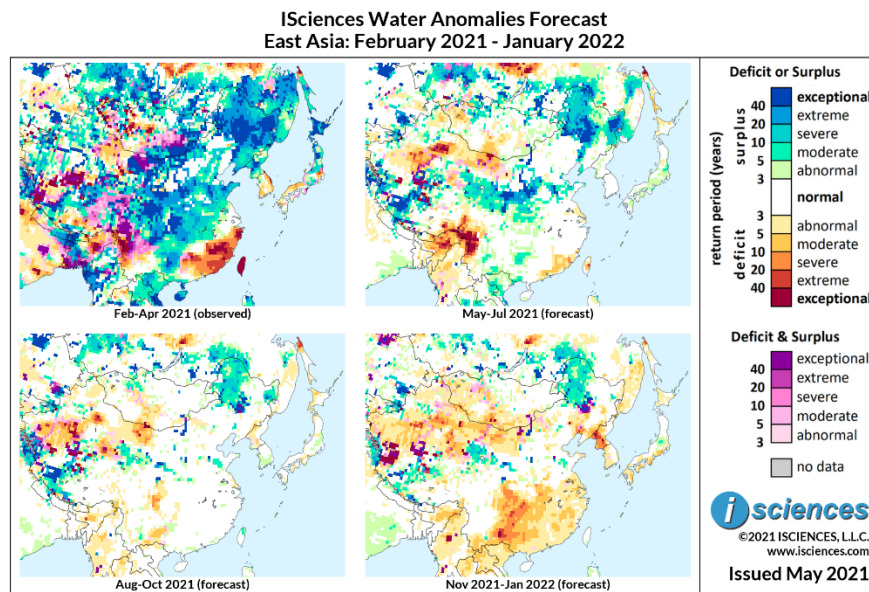 ISciences Water Anomalies Forecast
East Asia: February 2021 - January 2022
Feb-Apr 2021 (observed)
May-Jul 2021 (forecast)
Aug-Oct 2021 (forecast)
Nov 2021-Jan 2022 (forecast)
Deficit or Surplus
return period (years)
surplus
deficit
exceptional
40
extreme
20
severe
10
moderate
5
abnormal
3
normal
3
abnormal
5
moderate
10
severe
20
extreme
40
exceptional
Deficit & Surplus
exceptional
40
extreme
20
severe
10
moderate
5
abnormal
3
no data
i sciences
©2021 ISCIENCES, L.L.C.
www.isciences.com
Issued May 2021